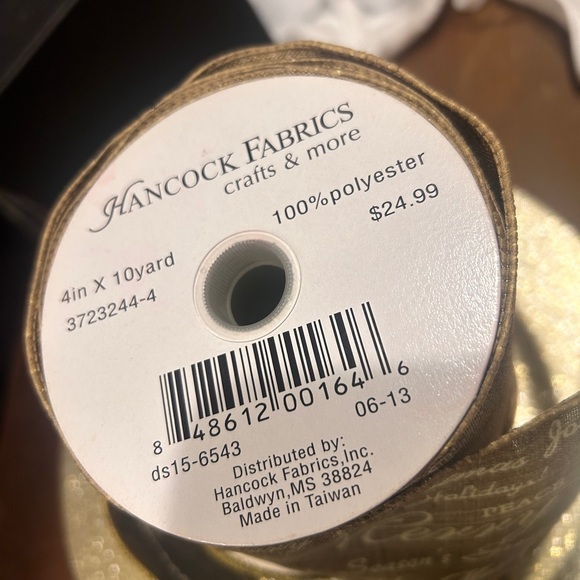 HANCOCK FABRICS
crafts & more
100%polyester
$24.99
4in X 10yard
3723244-4
8 48612 00164 6
ds15-6543
06-13
Distributed by:
Hancock Fabrics,Inc.
Baldwyn,MS 38824
Made in Taiwan
Season's